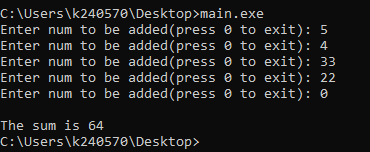 C:\Users\k240570\Desktop>main.exe
Enter num to be added(press 0 to exit): 5
Enter num to be added(press 0 to exit): 4
Enter num to be added(press 0 to exit): 33
Enter num to be added(press 0 to exit): 22
Enter num to be added(press 0 to exit): 0
The sum is 64
C:\Users\k240570\Desktop>